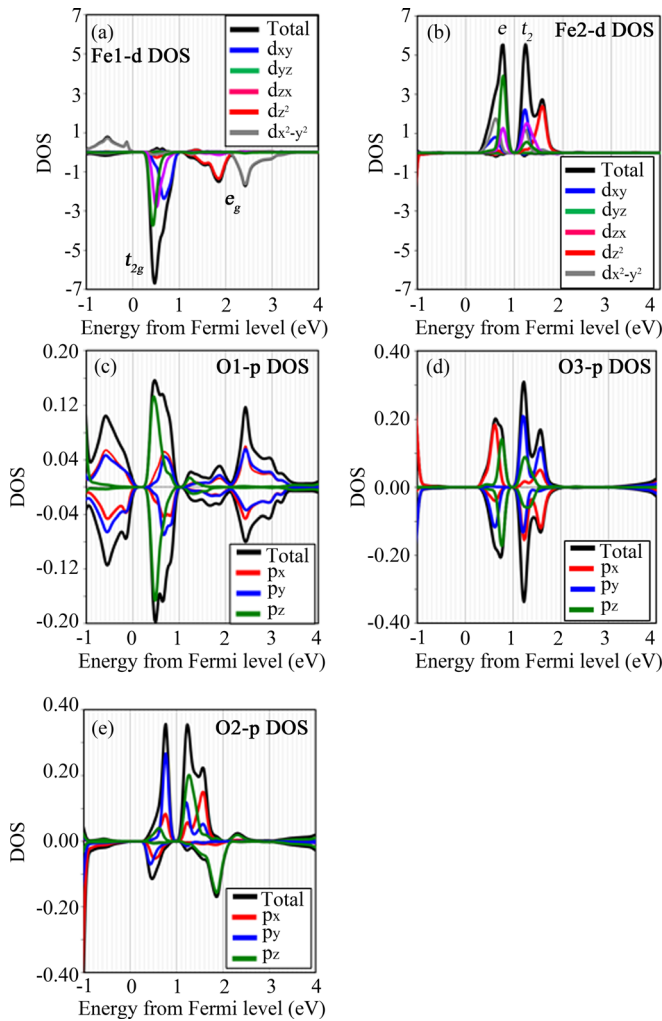 (a)
Fe1-d DOS
7
5
3
1
-1
-3
-5
-7
DOS
Total
dxy
dyz
dzx
dz²
dx²-y²
t2g
eg
-1 0 1 2 3 4
Energy from Fermi level (eV)
(b)
e t2
Fe2-d DOS
7
5
3
1
-1
-3
-5
-7
DOS
Total
dxy
dyz
dzx
dz²
dx²-y²
-1 0 1 2 3 4
Energy from Fermi level (eV)
(c)
O1-p DOS
0.20
0.12
0.04
-0.04
-0.12
-0.20
DOS
Total
px
py
pz
-1 0 1 2 3 4
Energy from Fermi level (eV)
(d)
O3-p DOS
0.40
0.20
0.00
-0.20
-0.40
DOS
Total
px
py
pz
-1 0 1 2 3 4
Energy from Fermi level (eV)
(e)
O2-p DOS
0.40
0.20
0.00
-0.20
-0.40
DOS
Total
px
py
pz
-1 0 1 2 3 4
Energy from Fermi level (eV)